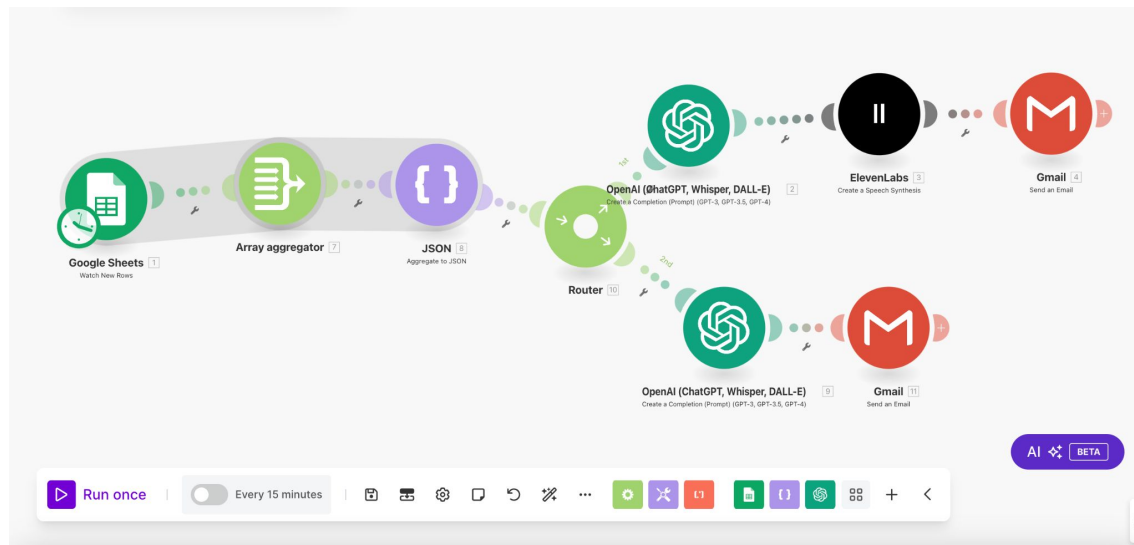 1st
OpenAI (ChatGPT, Whisper, DALL-E) 2
Create a Completion (Prompt) (GPT-3, GPT-3.5, GPT-4)
ElevenLabs 3
Create a Speech Synthesis
Gmail 4
Send an Email
Google Sheets 1
Watch New Rows
Array aggregator 7
JSON 8
Aggregate to JSON
Router 10
2nd
OpenAI (ChatGPT, Whisper, DALL-E) 9
Create a Completion (Prompt) (GPT-3, GPT-3.5, GPT-4)
Gmail 11
Send an Email
AI BETA
Run once
Every 15 minutes